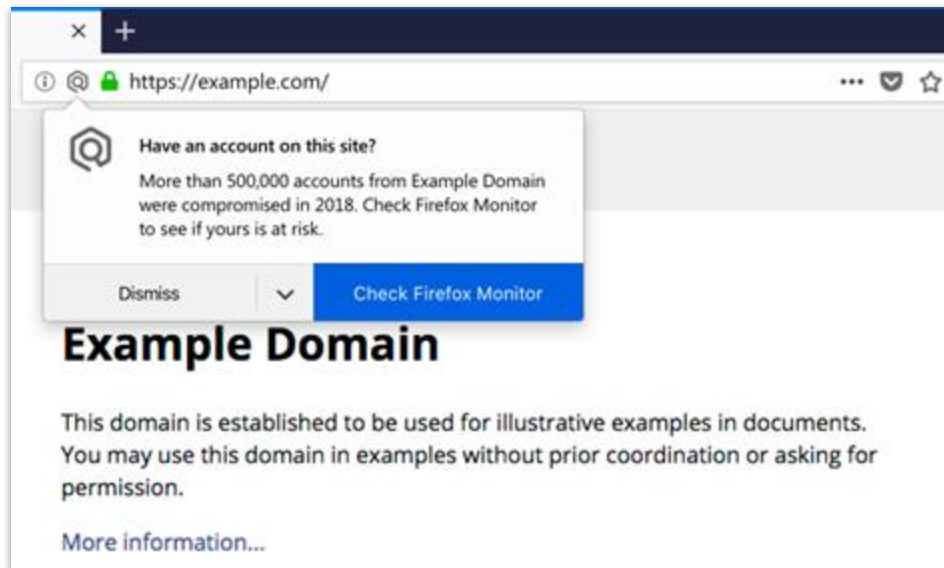 https://example.com/
Have an account on this site?
More than 500,000 accounts from Example Domain
were compromised in 2018. Check Firefox Monitor
to see if yours is at risk.
Dismiss
Check Firefox Monitor
Example Domain
This domain is established to be used for illustrative examples in documents.
You may use this domain in examples without prior coordination or asking for
permission.
More information...